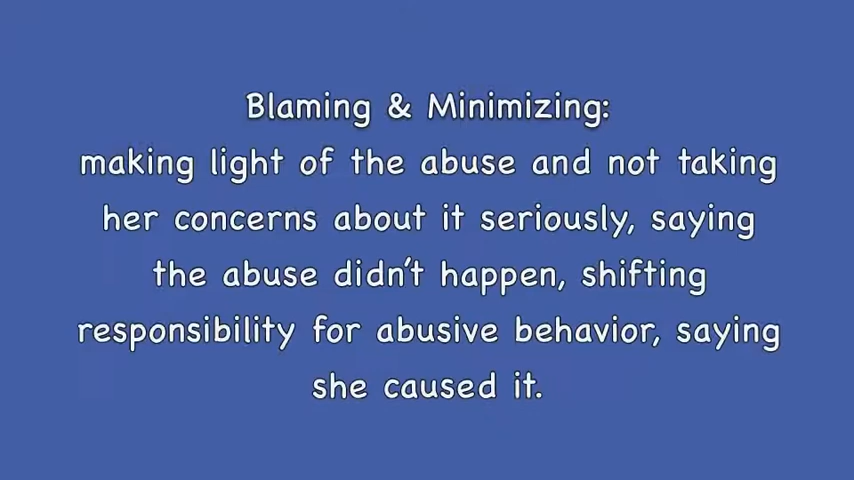 Blaming & Minimizing:
making light of the abuse and not taking
her concerns about it seriously, saying
the abuse didn't happen, shifting
responsibility for abusive behavior, saying
she caused it.